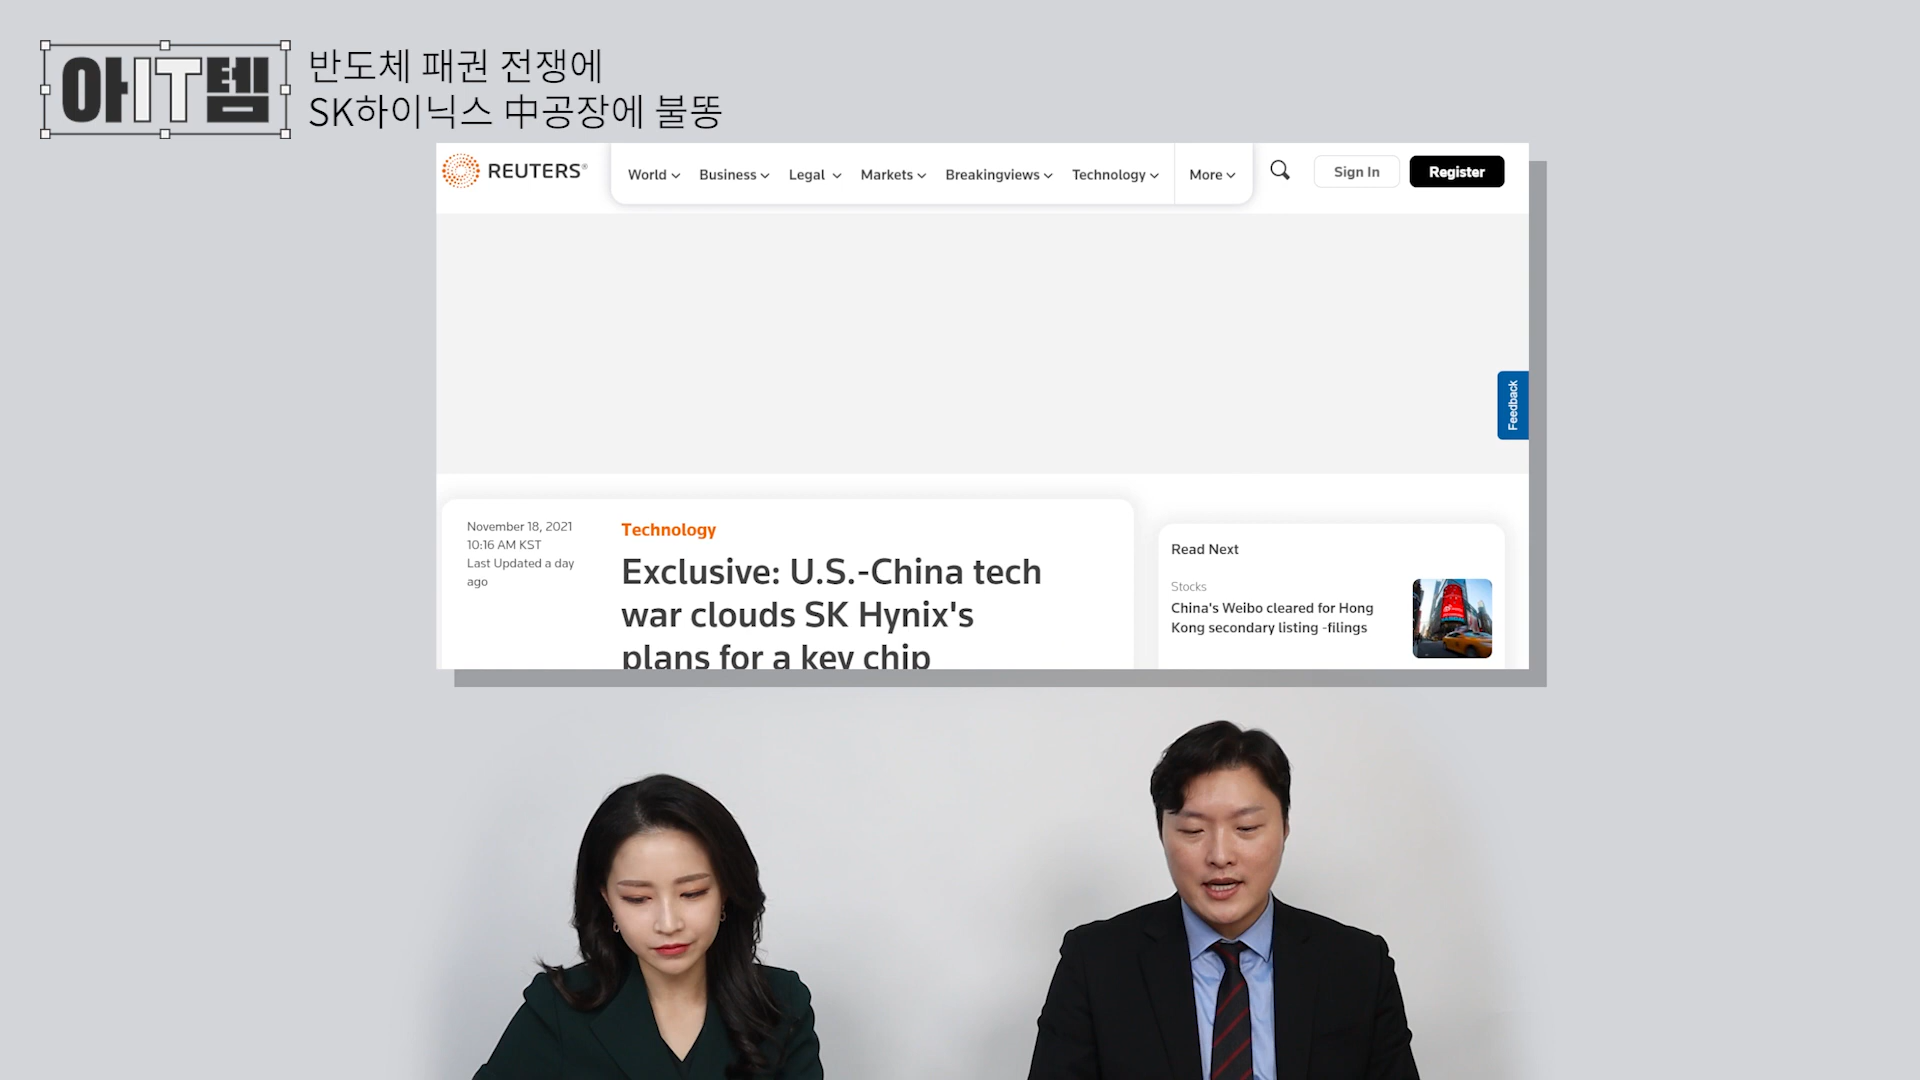 아IT템
반도체 패권 전쟁에
SK하이닉스 中공장에 불똥
REUTERS®
World
Business
Legal
Markets
Breakingviews
Technology
More
Sign In
Register
Feedback
November 18, 2021
10:16 AM KST
Last Updated a day
ago
Technology
Exclusive: U.S.-China tech
war clouds SK Hynix's
plans for a key chip
Read Next
Stocks
China's Weibo cleared for Hong
Kong secondary listing -filings